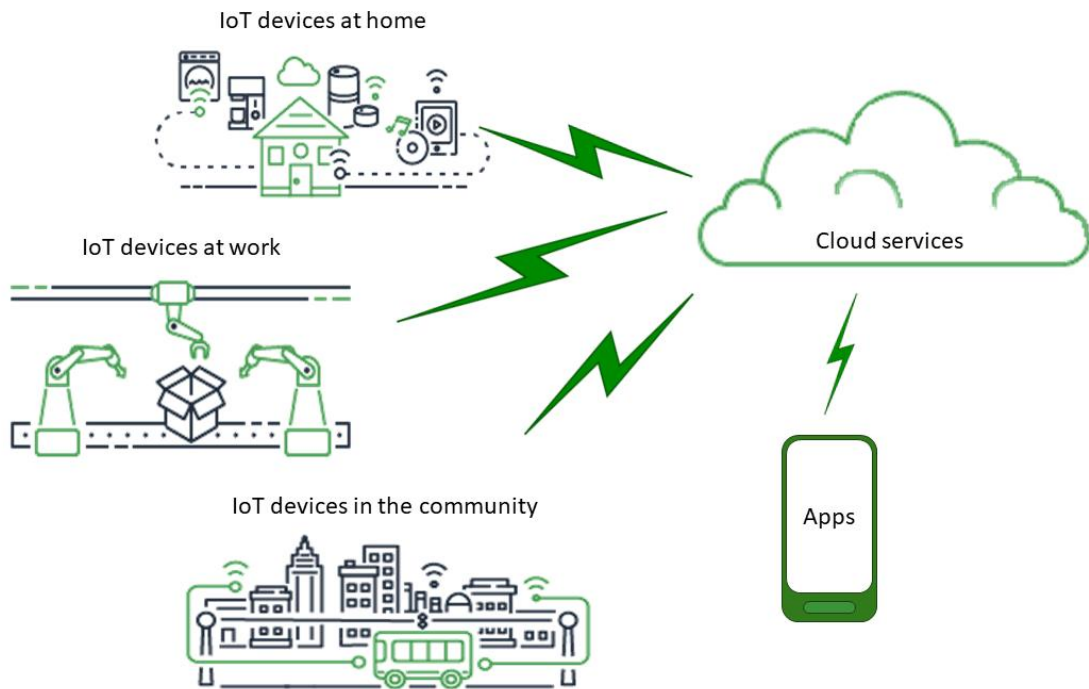 IoT devices at home
Cloud services
IoT devices at work
IoT devices in the community
Apps